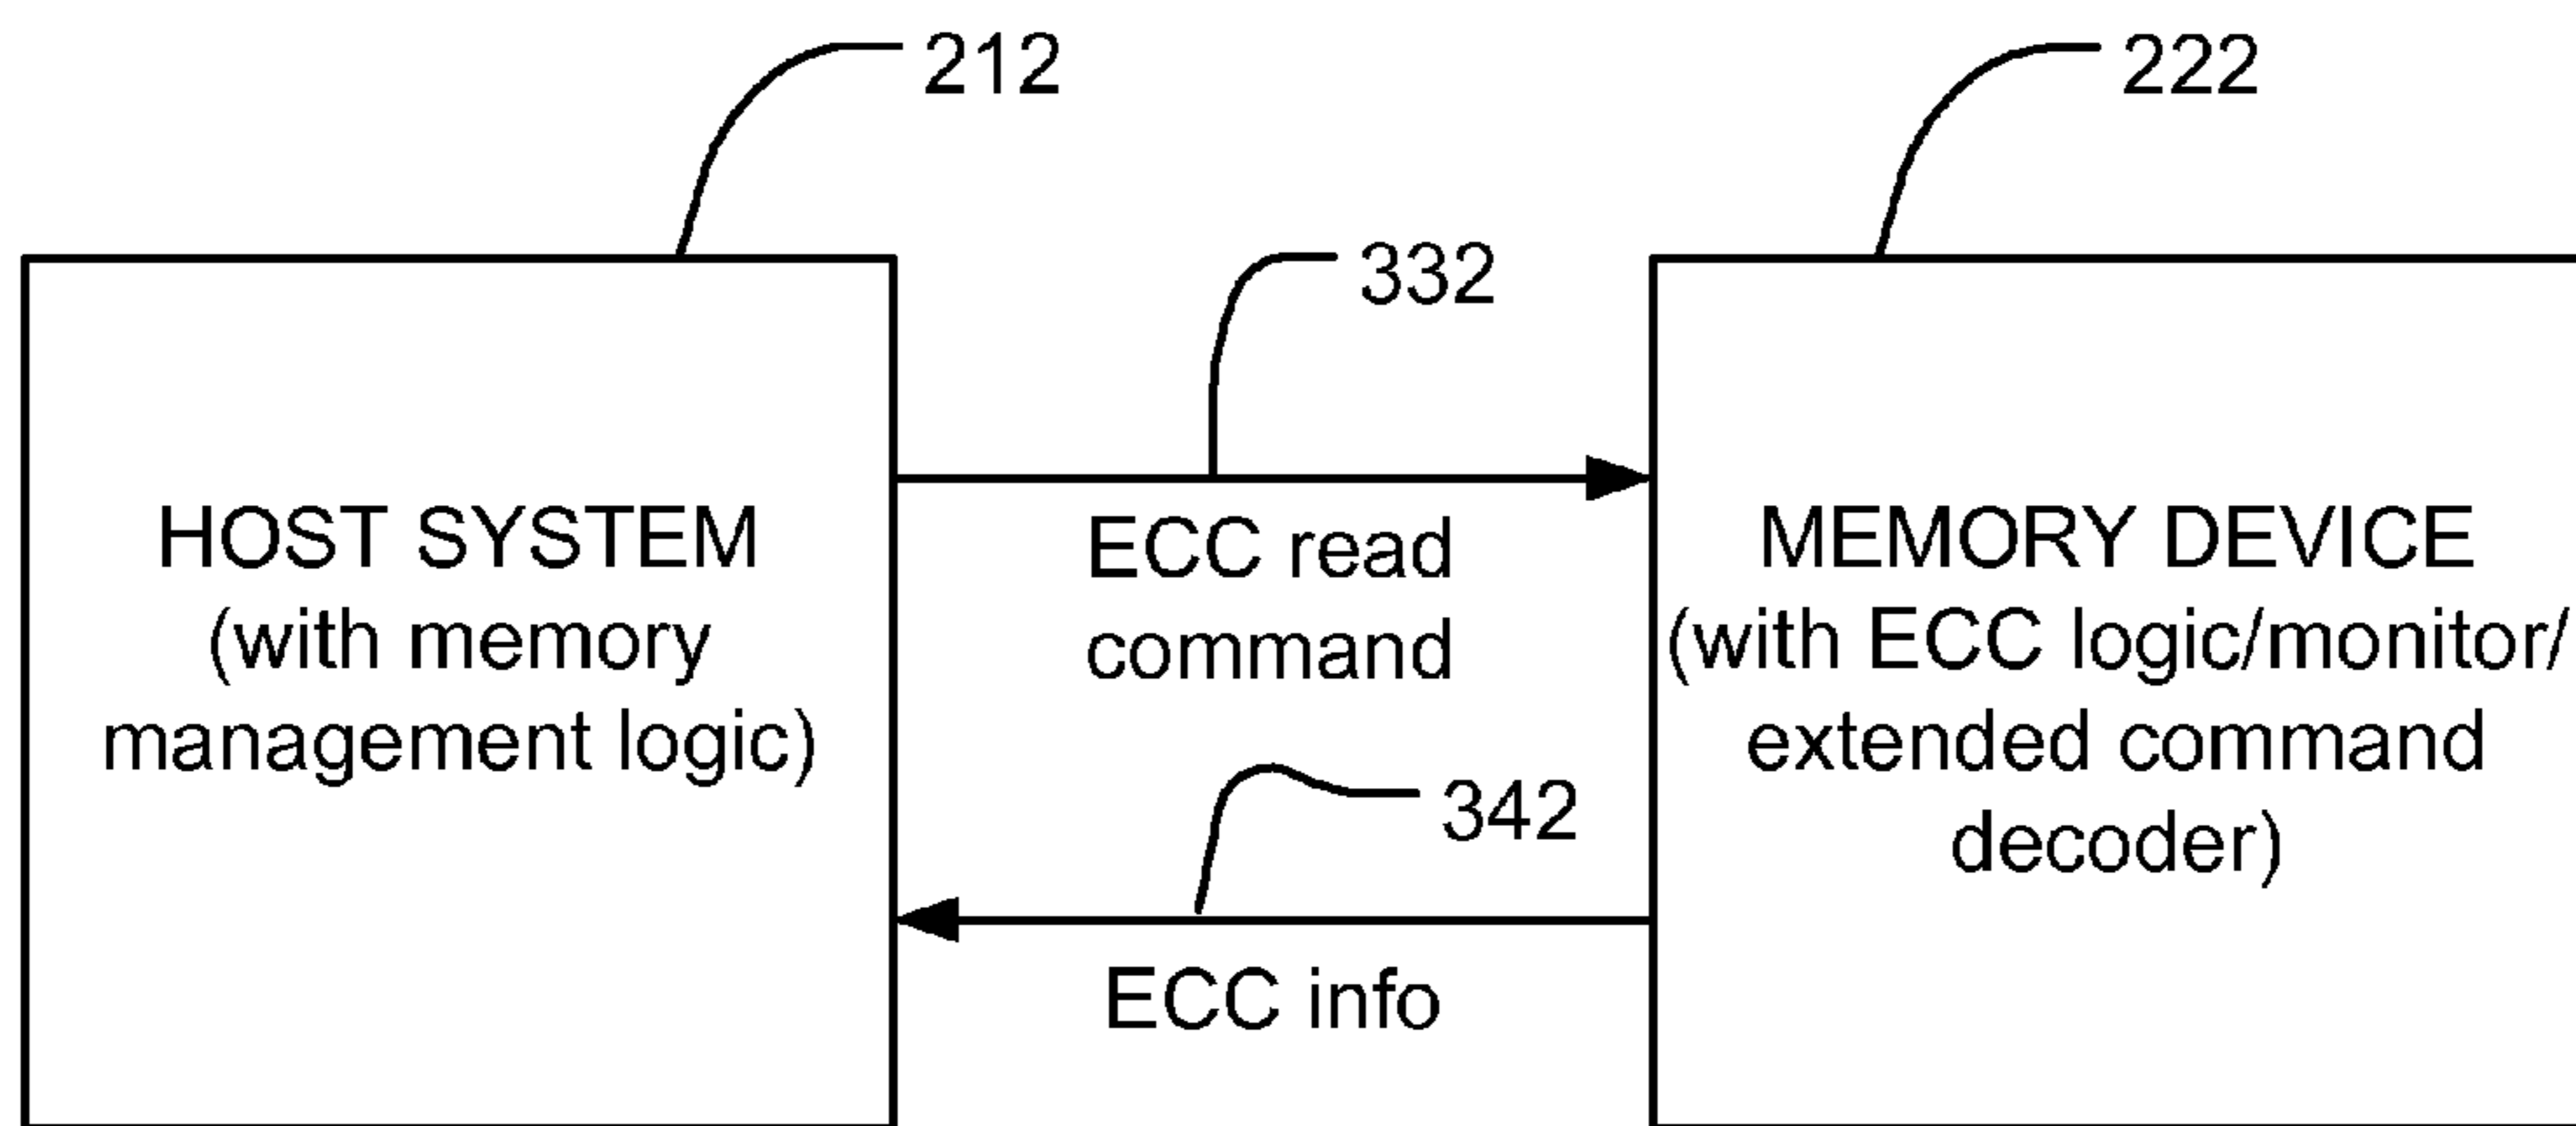 212
222
332
HOST SYSTEM
(with memory
management logic)
ECC read
command
MEMORY DEVICE
(with ECC logic/monitor/
extended command
decoder)
342
ECC info